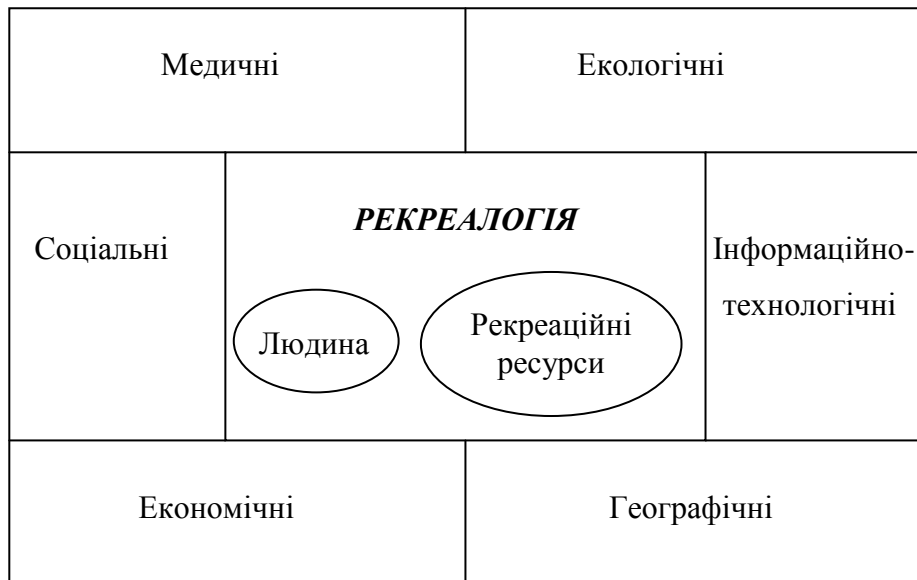 Медичні
Екологічні
РЕКРЕАЛОГІЯ
Соціальні
Інформаційно-
технологічні
Людина
Рекреаційні
ресурси
Економічні
Географічні